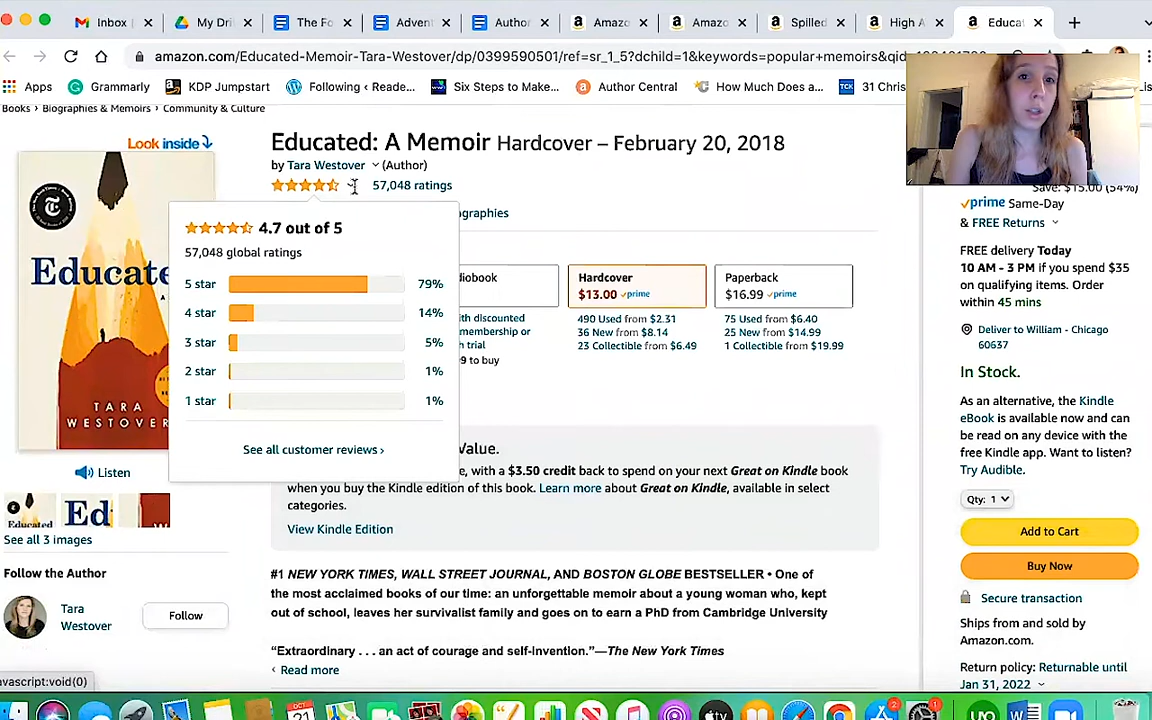 Inbox (
My Dri
The Fo
Advent
Author
Amazo
Amazo
Spilled
High A
Educat
amazon.com/Educated-Memoir-Tara-Westover/dp/0399590501/ref=sr_1_5?dchild=1&keywords=popular+memoirs&qid
Apps
Grammarly
KDP Jumpstart
Following ‹ Reade...
Six Steps to Make...
Author Central
How Much Does a...
TCK
31 Chris
Books › Biographies & Memoirs › Community & Culture
Look inside
Educate
TARA
WESTOVER
Listen
Educated
Ed
See all 3 images
Follow the Author
Tara
Westover
Follow
javascript:void(0)
Educated: A Memoir Hardcover – February 20, 2018
by Tara Westover (Author)
57,048 ratings
ographies
4.7 out of 5
57,048 global ratings
5 star 79%
4 star 14%
3 star 5%
2 star 1%
1 star 1%
See all customer reviews ›
diobook
th discounted
membership or
h trial
9 to buy
Hardcover
$13.00 prime
490 Used from $2.31
36 New from $8.14
23 Collectible from $6.49
Paperback
$16.99 prime
75 Used from $6.40
25 New from $14.99
1 Collectible from $19.99
Value.
e, with a $3.50 credit back to spend on your next Great on Kindle book
when you buy the Kindle edition of this book. Learn more about Great on Kindle, available in select
categories.
View Kindle Edition
#1 NEW YORK TIMES, WALL STREET JOURNAL, AND BOSTON GLOBE BESTSELLER • One of
the most acclaimed books of our time: an unforgettable memoir about a young woman who, kept
out of school, leaves her survivalist family and goes on to earn a PhD from Cambridge University
“Extraordinary . . . an act of courage and self-invention.”—The New York Times
‹ Read more
Save: $15.00 (54%)
prime Same-Day
& FREE Returns
FREE delivery Today
10 AM - 3 PM if you spend $35
on qualifying items. Order
within 45 mins
Deliver to William - Chicago
60637
In Stock.
As an alternative, the Kindle
eBook is available now and can
be read on any device with the
free Kindle app. Want to listen?
Try Audible.
Qty: 1
Add to Cart
Buy Now
Secure transaction
Ships from and sold by
Amazon.com.
Return policy: Returnable until
Jan 31, 2022
OCT
21
tv
2
1